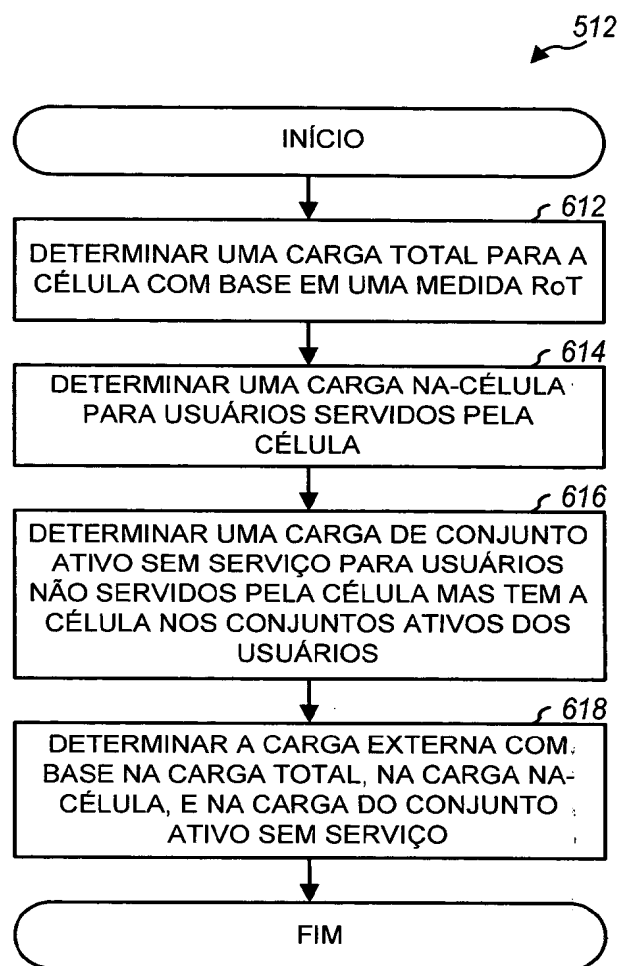 512
INÍCIO
612
DETERMINAR UMA CARGA TOTAL PARA A
CÉLULA COM BASE EM UMA MEDIDA RoT
614
DETERMINAR UMA CARGA NA-CÉLULA
PARA USUÁRIOS SERVIDOS PELA
CÉLULA
616
DETERMINAR UMA CARGA DE CONJUNTO
ATIVO SEM SERVIÇO PARA USUÁRIOS
NÃO SERVIDOS PELA CÉLULA MAS TEM A
CÉLULA NOS CONJUNTOS ATIVOS DOS
USUÁRIOS
618
DETERMINAR A CARGA EXTERNA COM
BASE NA CARGA TOTAL, NA CARGA NA-
CÉLULA, E NA CARGA DO CONJUNTO
ATIVO SEM SERVIÇO
FIM